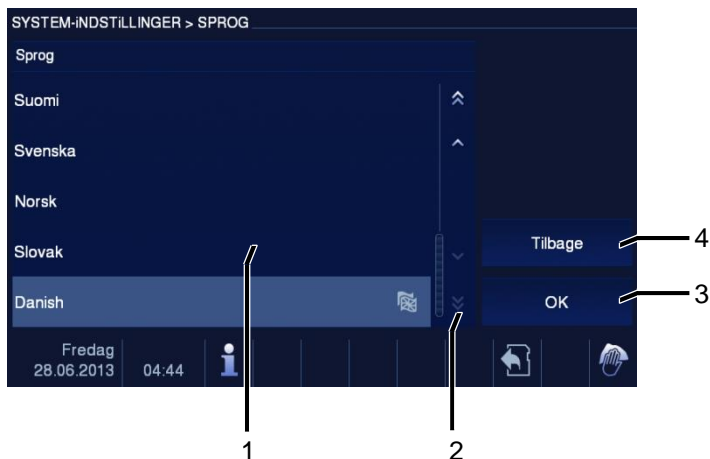 SYSTEM-iNDSTiLLINGER > SPROG
Sprog
Suomi
Svenska
Norsk
Slovak
Danish
Tilbage
OK
4
3
Fredag
28.06.2013
04:44
1
2